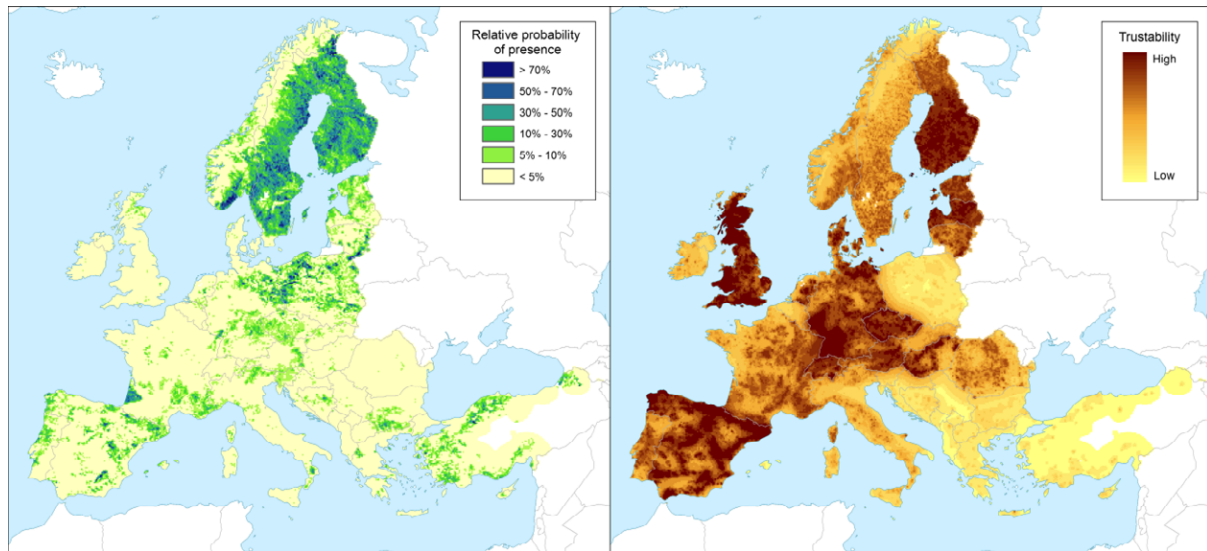 Relative probability
of presence
> 70%
50% - 70%
30% - 50%
10% - 30%
5% - 10%
< 5%
Trustability
High
Low